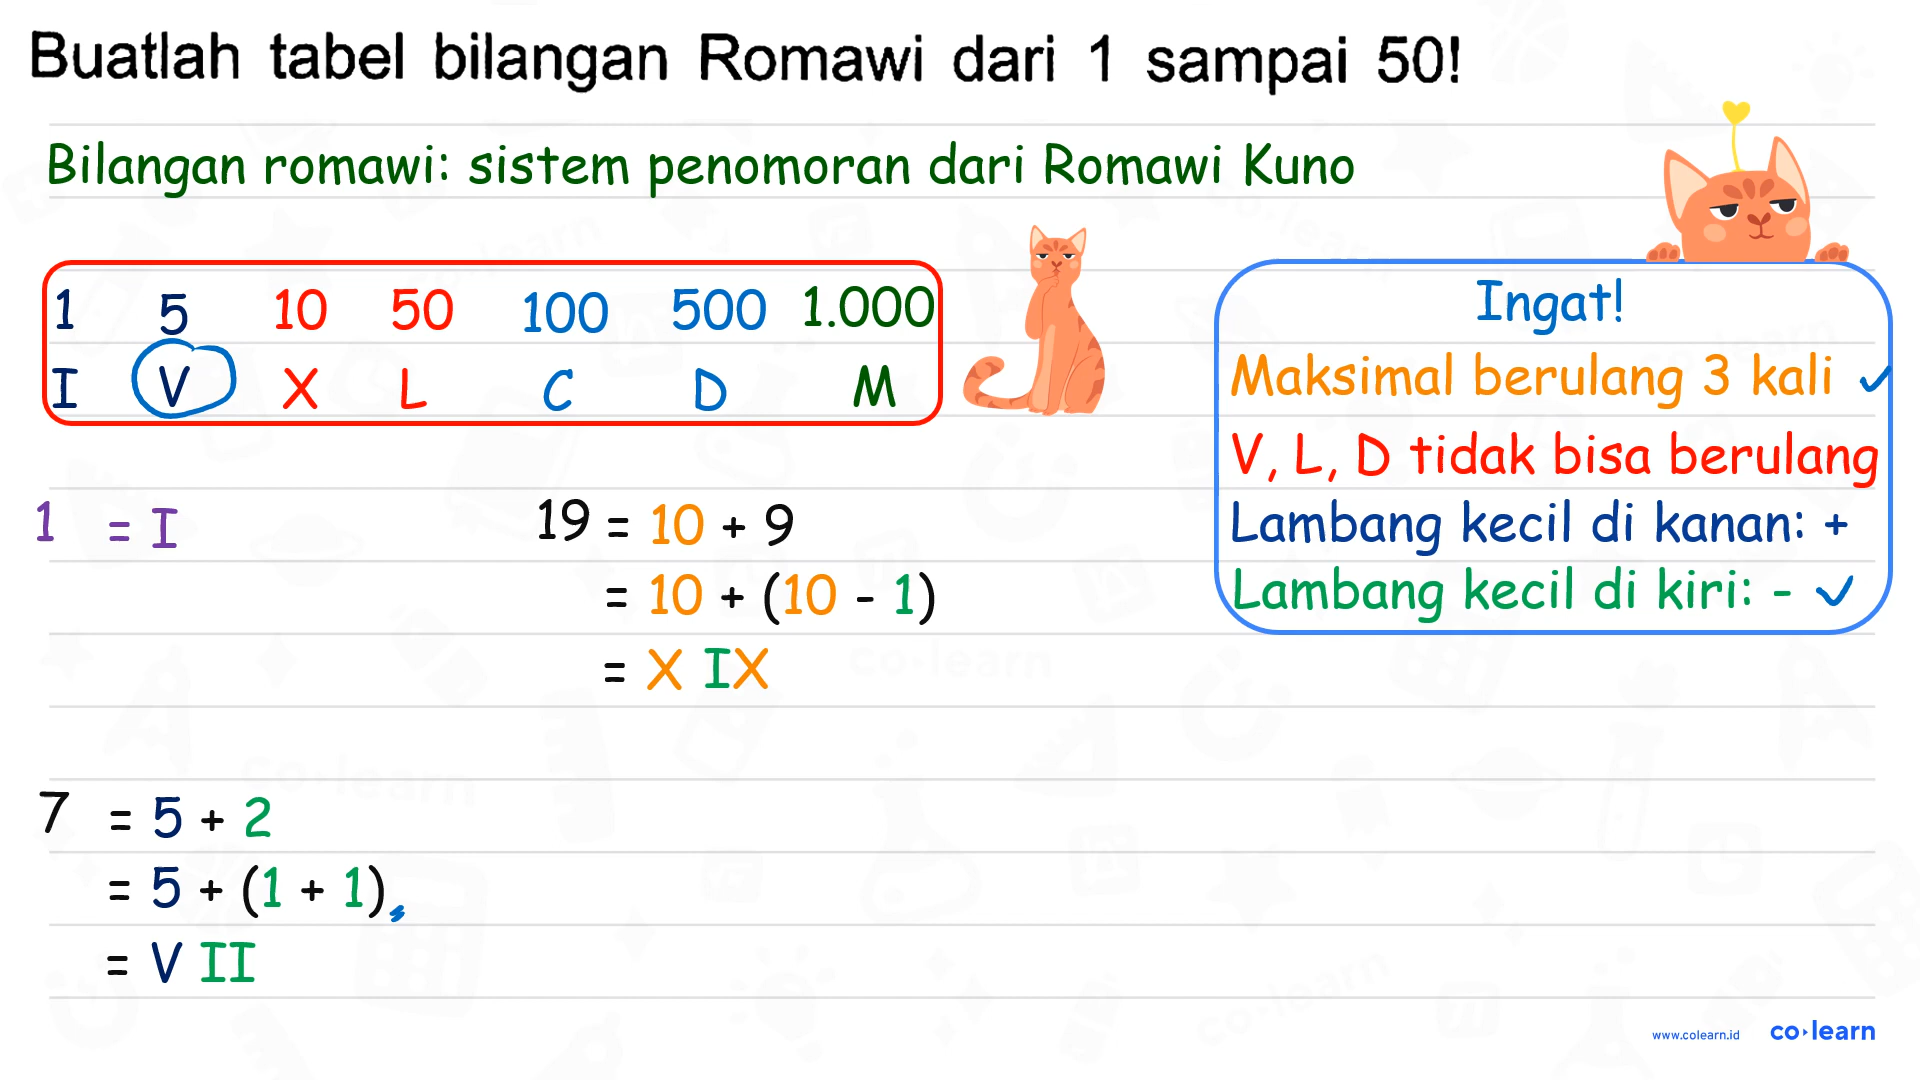 Buatlah tabel bilangan Romawi dari 1 sampai 50!
Bilangan romawi: sistem penomoran dari Romawi Kuno
1 5 10 50 100 500 1.000
I V X L C D M
Ingat!
Maksimal berulang 3 kali ✓
V, L, D tidak bisa berulang
Lambang kecil di kanan: +
Lambang kecil di kiri: - ✓
1 = I
19 = 10 + 9
= 10 + (10 - 1)
= X IX
7 = 5 + 2
= 5 + (1 + 1)
= V II
www.colearn.id co·learn